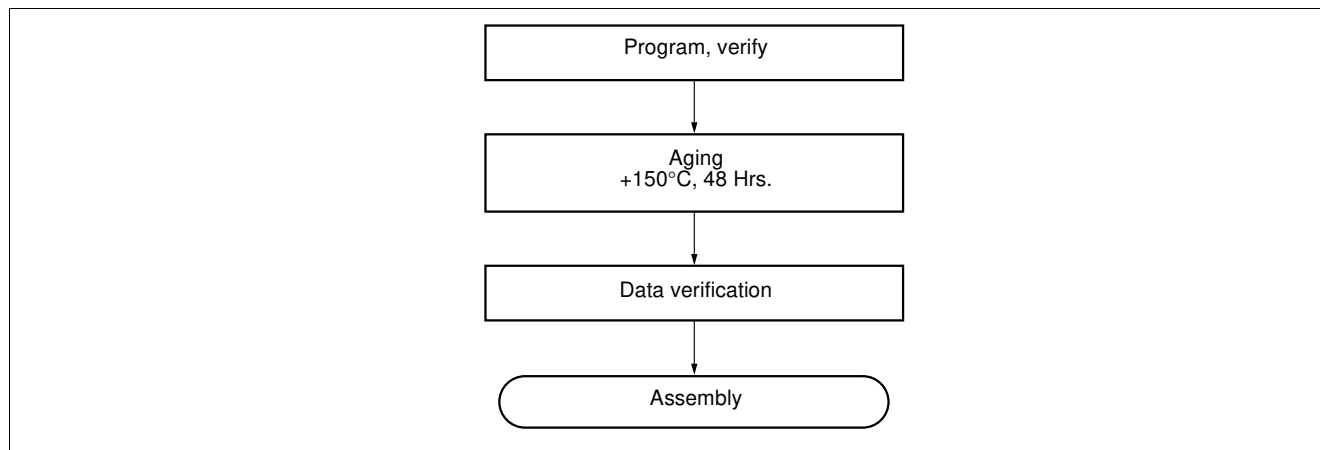 Program, verify
Aging
+150°C, 48 Hrs.
Data verification
Assembly